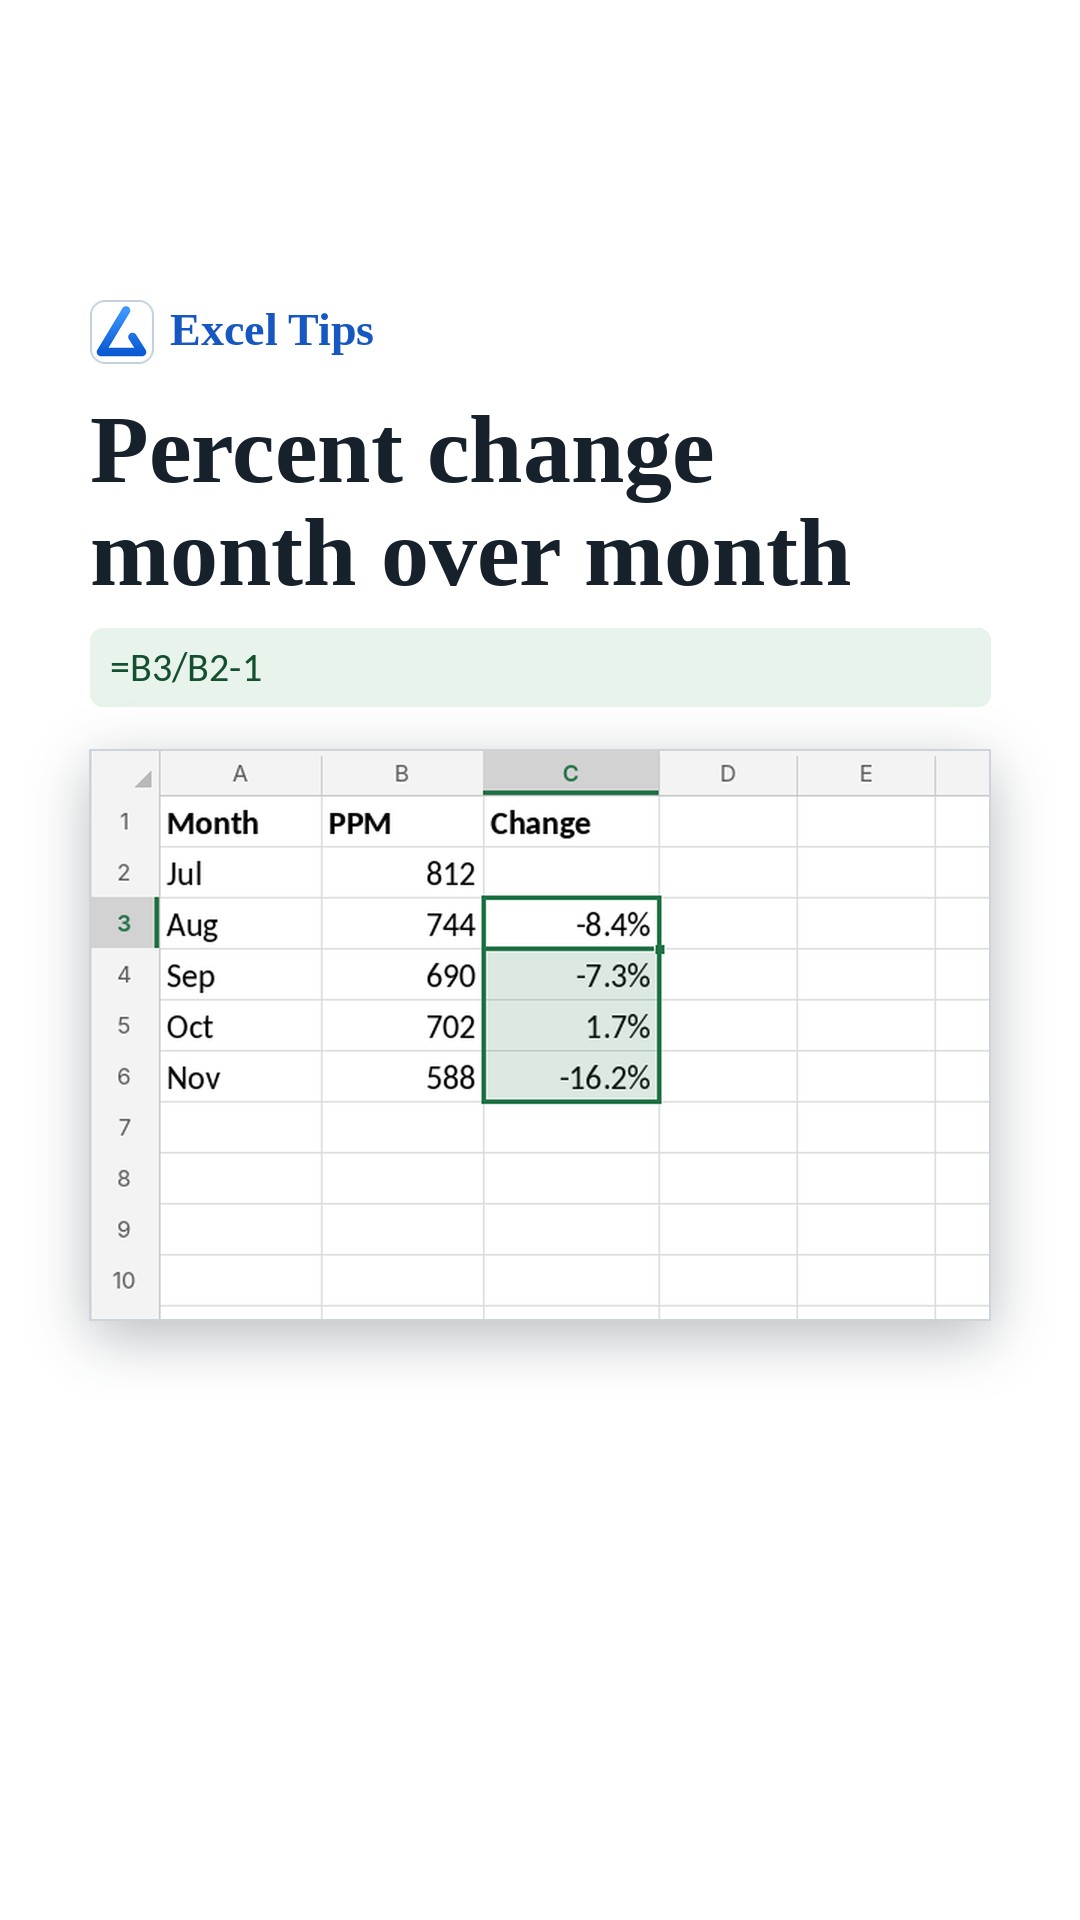 Excel Tips
Percent change
month over month
=B3/B2-1
A B C D E
1 Month PPM Change
2 Jul 812
3 Aug 744 -8.4%
4 Sep 690 -7.3%
5 Oct 702 1.7%
6 Nov 588 -16.2%
7
8
9
10